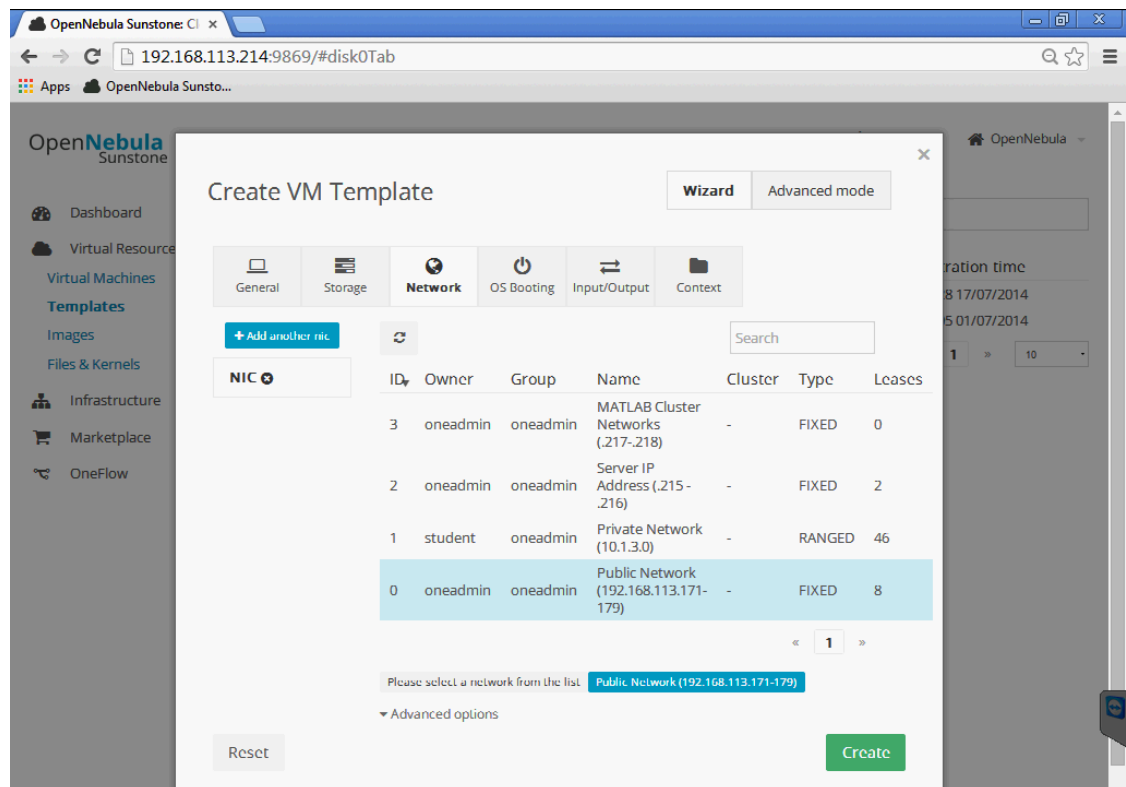 OpenNebula Sunstone: Cl ×
192.168.113.214:9869/#disk0Tab
Apps OpenNebula Sunsto...
OpenNebula
Sunstone
OpenNebula
Create VM Template
Wizard Advanced mode
Dashboard
Virtual Resource
Virtual Machines
Templates
Images
Files & Kernels
Infrastructure
Marketplace
OneFlow
General Storage Network OS Booting Input/Output Context
ration time
8 17/07/2014
05 01/07/2014
1 » 10
+ Add another nic
Search
NIC
ID Owner Group Name Cluster Type Leases
3 oneadmin oneadmin MATLAB Cluster Networks (.217-.218) - FIXED 0
2 oneadmin oneadmin Server IP Address (.215 - .216) - FIXED 2
1 student oneadmin Private Network (10.1.3.0) - RANGED 46
0 oneadmin oneadmin Public Network (192.168.113.171-179) - FIXED 8
« 1 »
Please select a network from the list Public Network (192.168.113.171-179)
Advanced options
Reset
Create